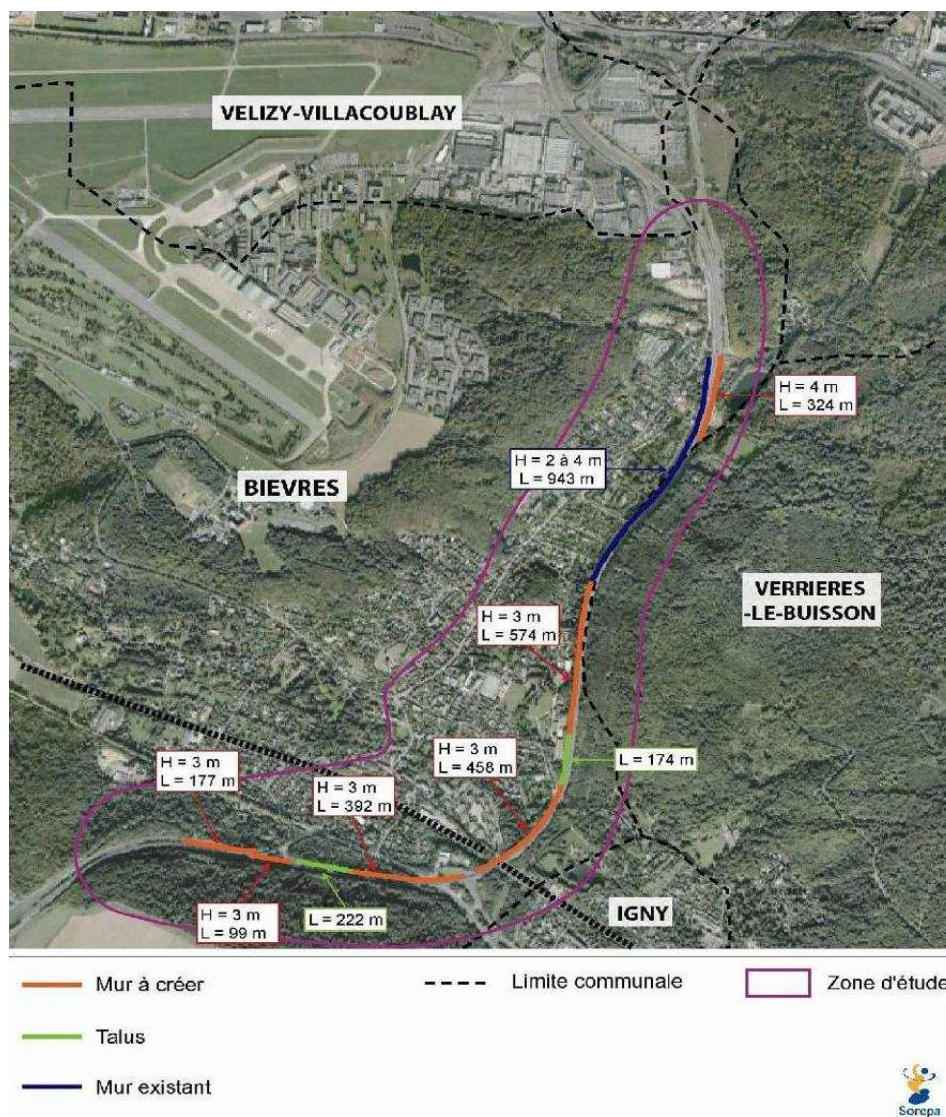 VELIZY-VILLACOUBLAY
H = 4 m
L = 324 m
H = 2 à 4 m
L = 943 m
BIEVRES
VERRIERES
-LE-BUISSON
H = 3 m
L = 574 m
H = 3 m
L = 458 m
L = 174 m
H = 3 m
L = 177 m
H = 3 m
L = 392 m
H = 3 m
L = 99 m
L = 222 m
IGNY
Mur à créer
Limite communale
Zone d'étude
Talus
Mur existant
Sorepa